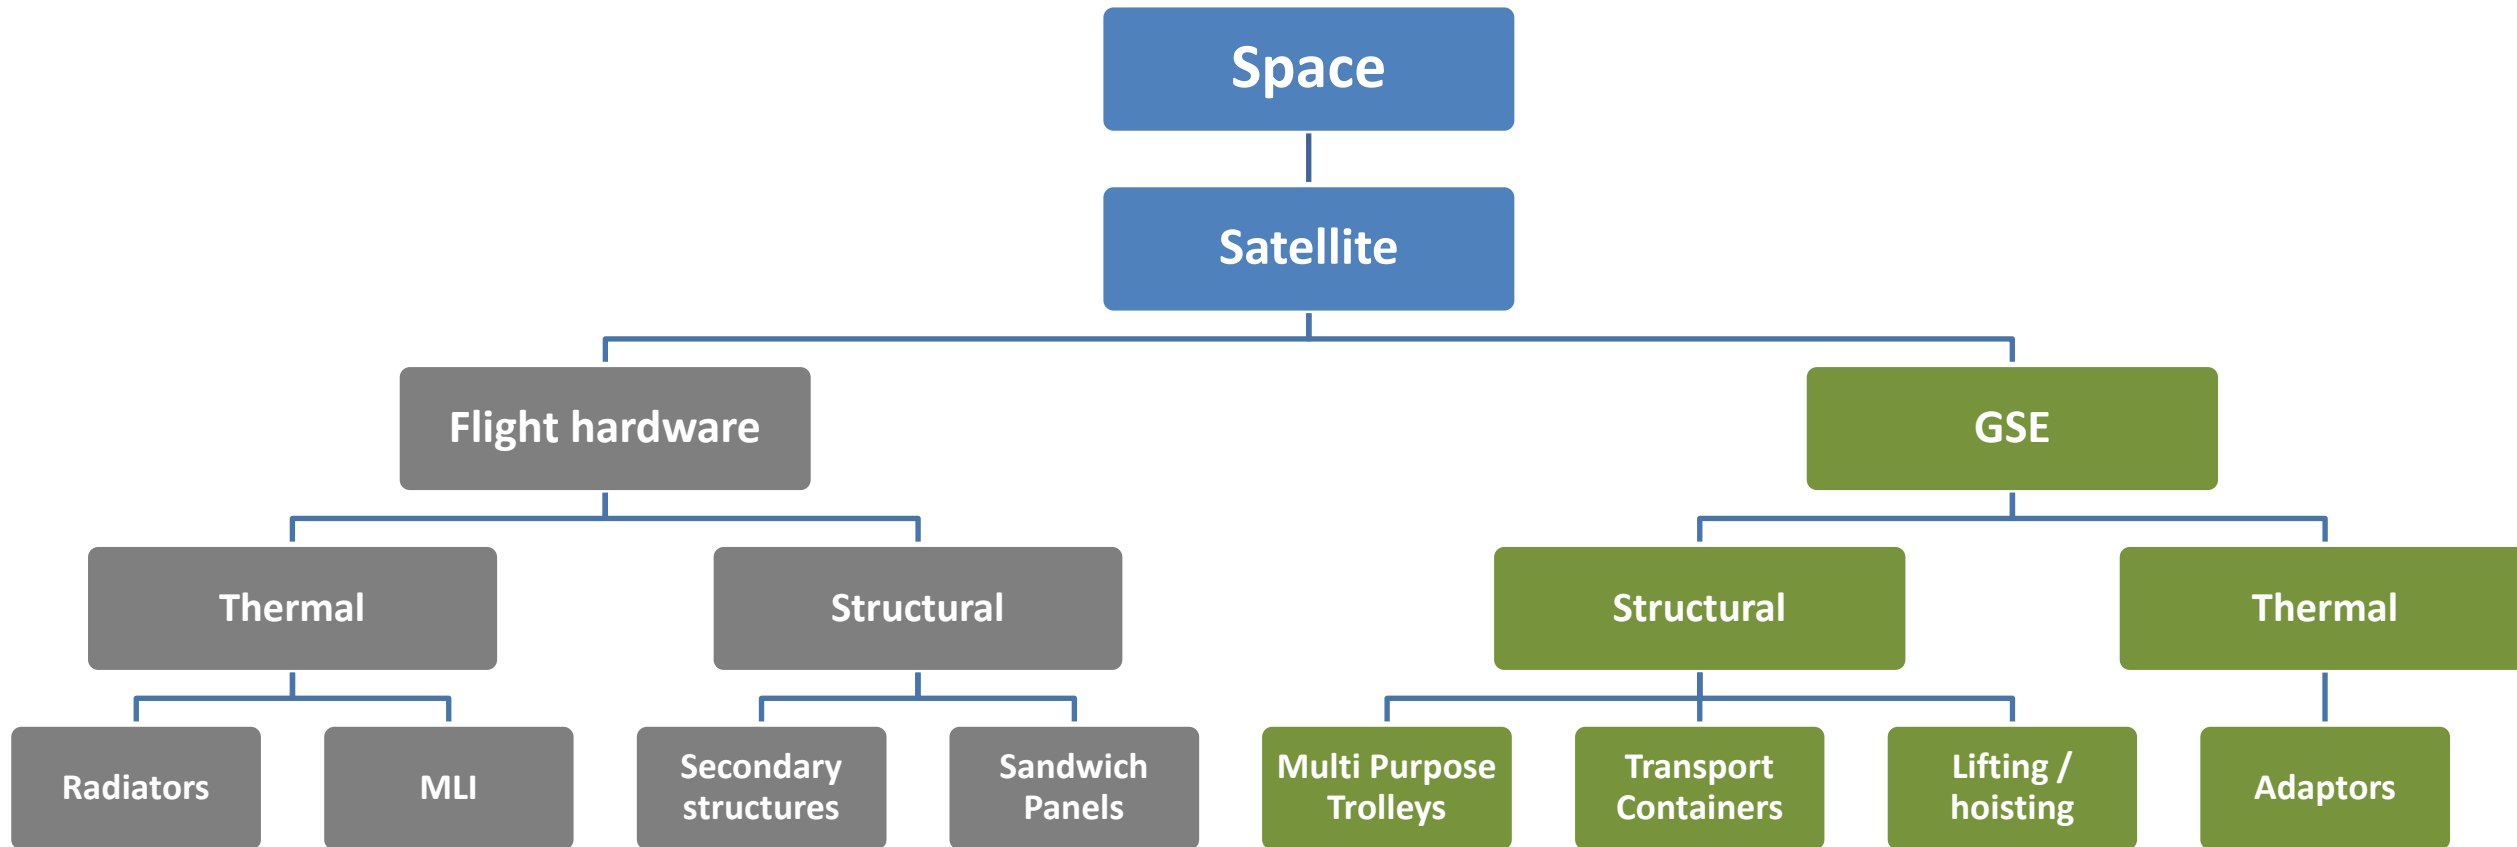 Space
Satellite
Flight hardware
GSE
Thermal
Structural
Structural
Thermal
Radiators
MLI
Secondary
structures
Sandwich
Panels
Multi Purpose
Trolleys
Transport
Containers
Lifting /
hoisting
Adaptors